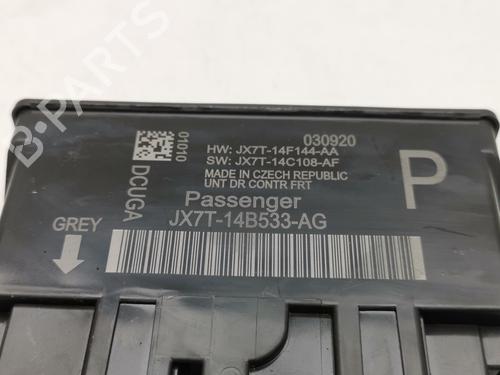 030920
01010
HW: JX7T-14F144-AA
SW: JX7T-14C108-AF
MADE IN CZECH REPUBLIC
UNT DR CONTR FRT
P
DCUGA
Passenger
GREY
JX7T-14B533-AG